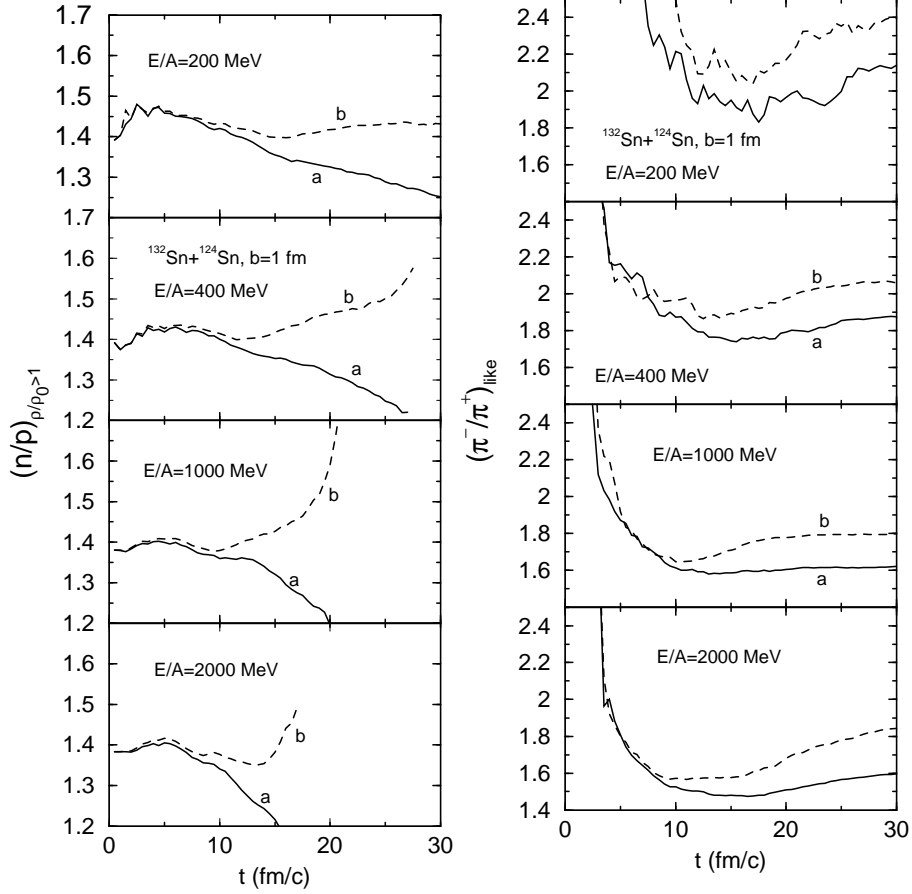 1.7
1.6
1.5
1.4
1.3
E/A=200 MeV
b
a
1.7
1.6
1.5
1.4
1.3
1.2
¹³²Sn+¹²⁴Sn, b=1 fm
E/A=400 MeV
b
a
1.6
1.5
1.4
1.3
1.2
E/A=1000 MeV
b
a
1.6
1.5
1.4
1.3
1.2
E/A=2000 MeV
b
a
0 10 20 30
t (fm/c)
(n/p)ρ/ρ₀>1
2.4
2.2
2
1.8
1.6
b
a
¹³²Sn+¹²⁴Sn, b=1 fm
E/A=200 MeV
2.4
2.2
2
1.8
1.6
b
a
E/A=400 MeV
2.4
2.2
2
1.8
1.6
E/A=1000 MeV
b
a
2.4
2.2
2
1.8
1.6
1.4
E/A=2000 MeV
0 10 20 30
t (fm/c)
(π⁻/π⁺)like